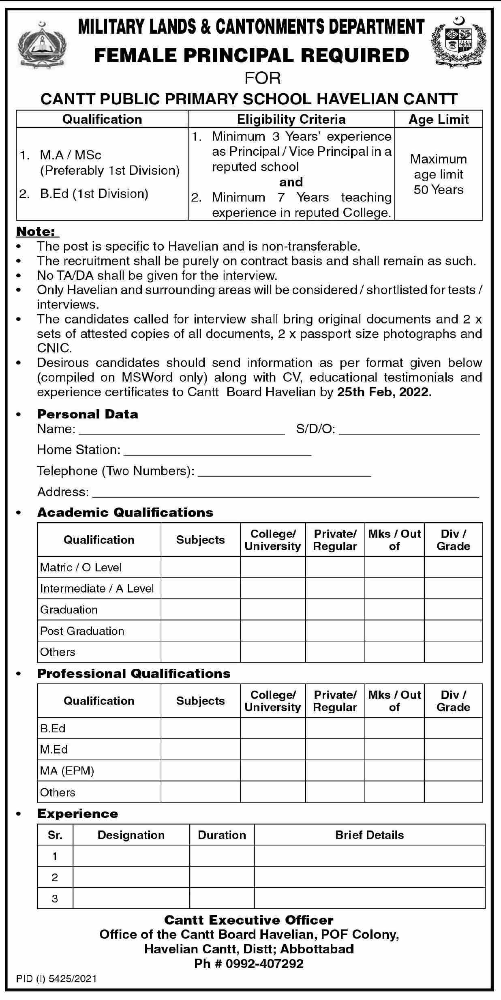 MILITARY LANDS & CANTONMENTS DEPARTMENT
FEMALE PRINCIPAL REQUIRED
FOR
CANTT PUBLIC PRIMARY SCHOOL HAVELIAN CANTT
Qualification Eligibility Criteria Age Limit
1. M.A / MSc
(Preferably 1st Division)
2. B.Ed (1st Division)
1. Minimum 3 Years’ experience
as Principal / Vice Principal in a
reputed school
and
2. Minimum 7 Years teaching
experience in reputed College.
Maximum
age limit
50 Years
Note:
• The post is specific to Havelian and is non-transferable.
• The recruitment shall be purely on contract basis and shall remain as such.
• No TA/DA shall be given for the interview.
• Only Havelian and surrounding areas will be considered / shortlisted for tests /
interviews.
• The candidates called for interview shall bring original documents and 2 x
sets of attested copies of all documents, 2 x passport size photographs and
CNIC.
• Desirous candidates should send information as per format given below
(compiled on MSWord only) along with CV, educational testimonials and
experience certificates to Cantt Board Havelian by 25th Feb, 2022.
• Personal Data
Name: S/D/O:
Home Station:
Telephone (Two Numbers):
Address:
• Academic Qualifications
Qualification Subjects College/ University Private/ Regular Mks / Out of Div / Grade
Matric / O Level
Intermediate / A Level
Graduation
Post Graduation
Others
• Professional Qualifications
Qualification Subjects College/ University Private/ Regular Mks / Out of Div / Grade
B.Ed
M.Ed
MA (EPM)
Others
• Experience
Sr. Designation Duration Brief Details
1
2
3
Cantt Executive Officer
Office of the Cantt Board Havelian, POF Colony,
Havelian Cantt, Distt; Abbottabad
Ph # 0992-407292
PID (I) 5425/2021